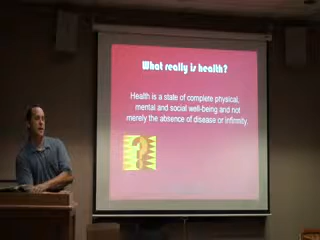 What really is health?
Health is a state of complete physical,
mental and social well-being and not
merely the absence of disease or infirmity.